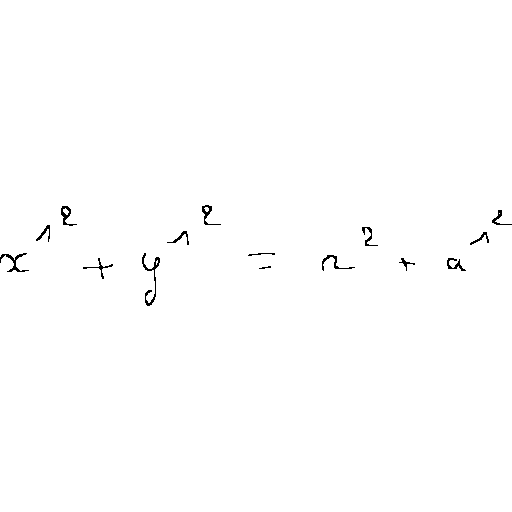 x^{1^2} + y^{1^2} = r^2 + a^{1^2}